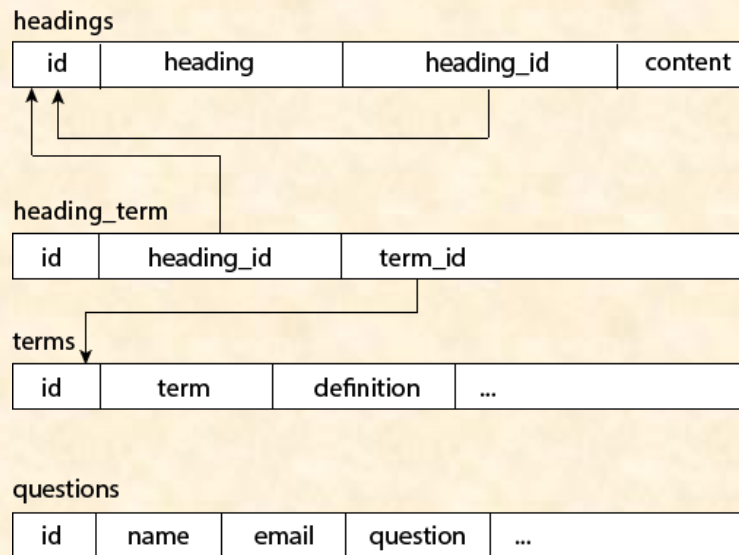 headings
id heading heading_id content
heading_term
id heading_id term_id
terms
id term definition ...
questions
id name email question ...